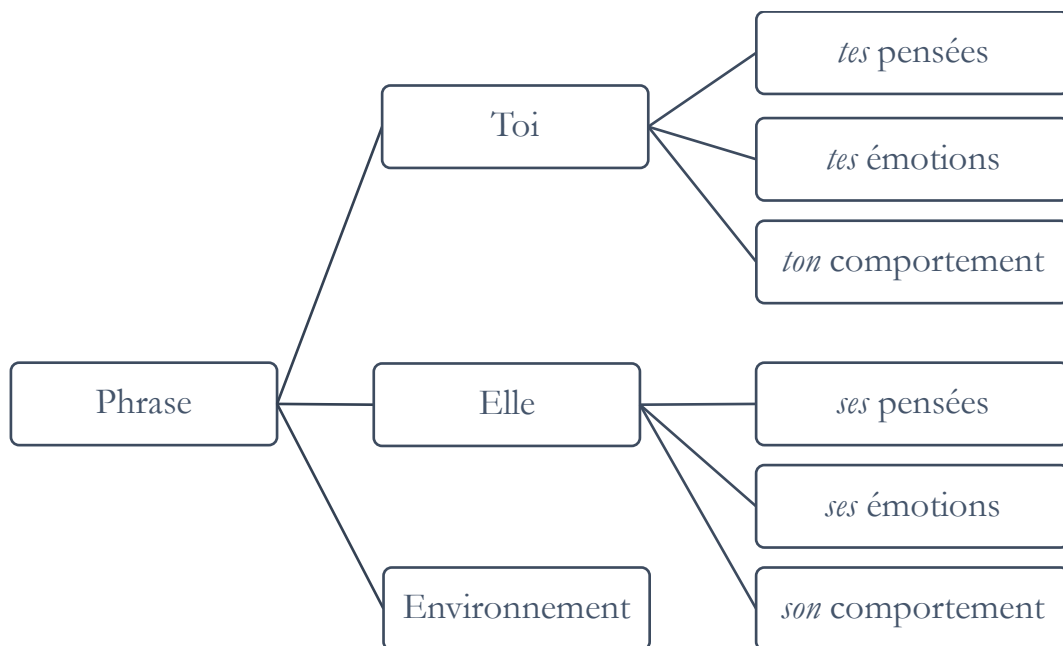 tes pensées
Toi
tes émotions
ton comportement
Phrase
Elle
ses pensées
ses émotions
Environnement
son comportement